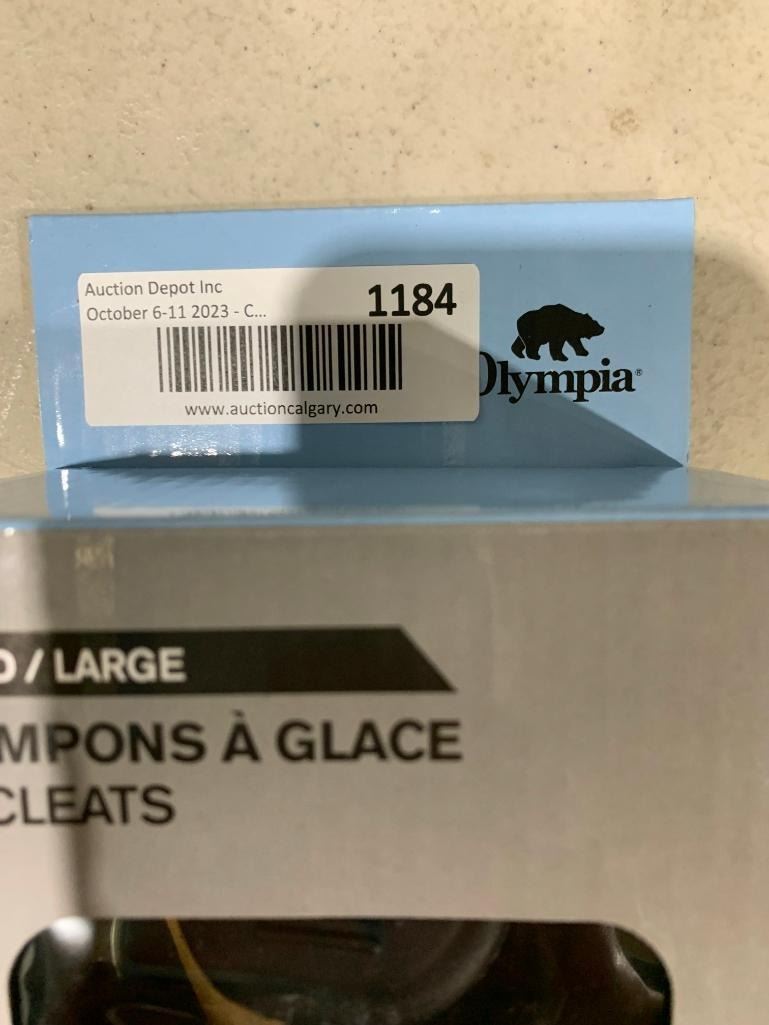 Auction Depot Inc
October 6-11 2023 - C...
1184
www.auctioncalgary.com
Olympia®
D / LARGE
MPONS À GLACE
CLEATS